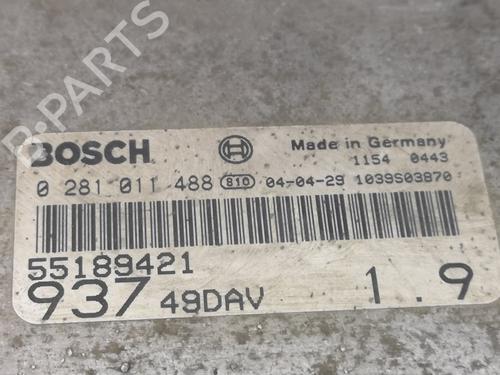 B-PARTS
BOSCH
Made in Germany
1154 0443
0 281 011 488 810 04-04-29 1039S03870
55189421
937 49DAV 1.9